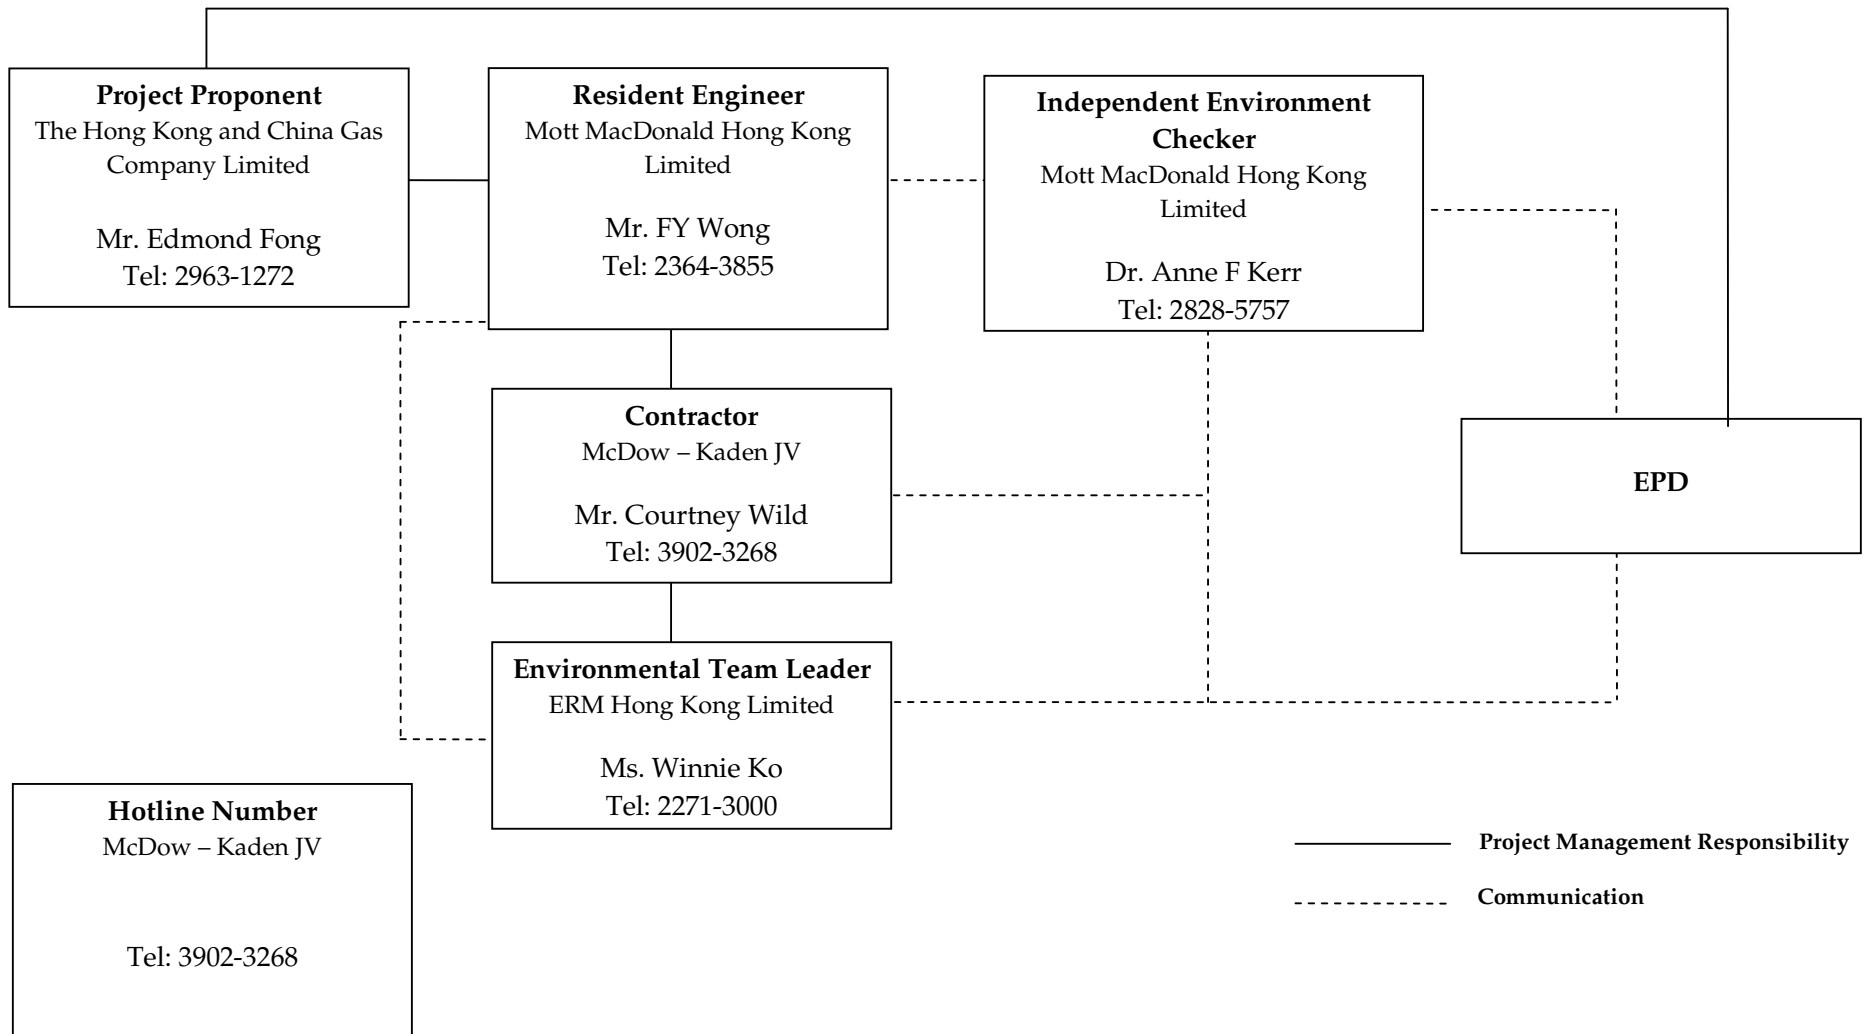 Project Proponent
The Hong Kong and China Gas
Company Limited
Mr. Edmond Fong
Tel: 2963-1272
Resident Engineer
Mott MacDonald Hong Kong
Limited
Mr. FY Wong
Tel: 2364-3855
Independent Environment
Checker
Mott MacDonald Hong Kong
Limited
Dr. Anne F Kerr
Tel: 2828-5757
Contractor
McDow – Kaden JV
Mr. Courtney Wild
Tel: 3902-3268
EPD
Environmental Team Leader
ERM Hong Kong Limited
Ms. Winnie Ko
Tel: 2271-3000
Hotline Number
McDow – Kaden JV
Tel: 3902-3268
Project Management Responsibility
Communication